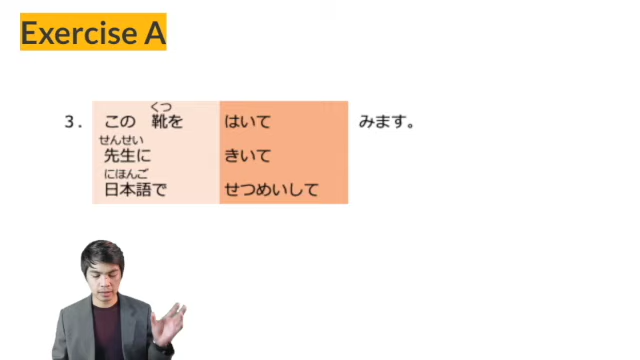 Exercise A
くつ
3. この 靴を はいて みます。
せんせい
先生に きいて
にほんご
日本語で せつめいして